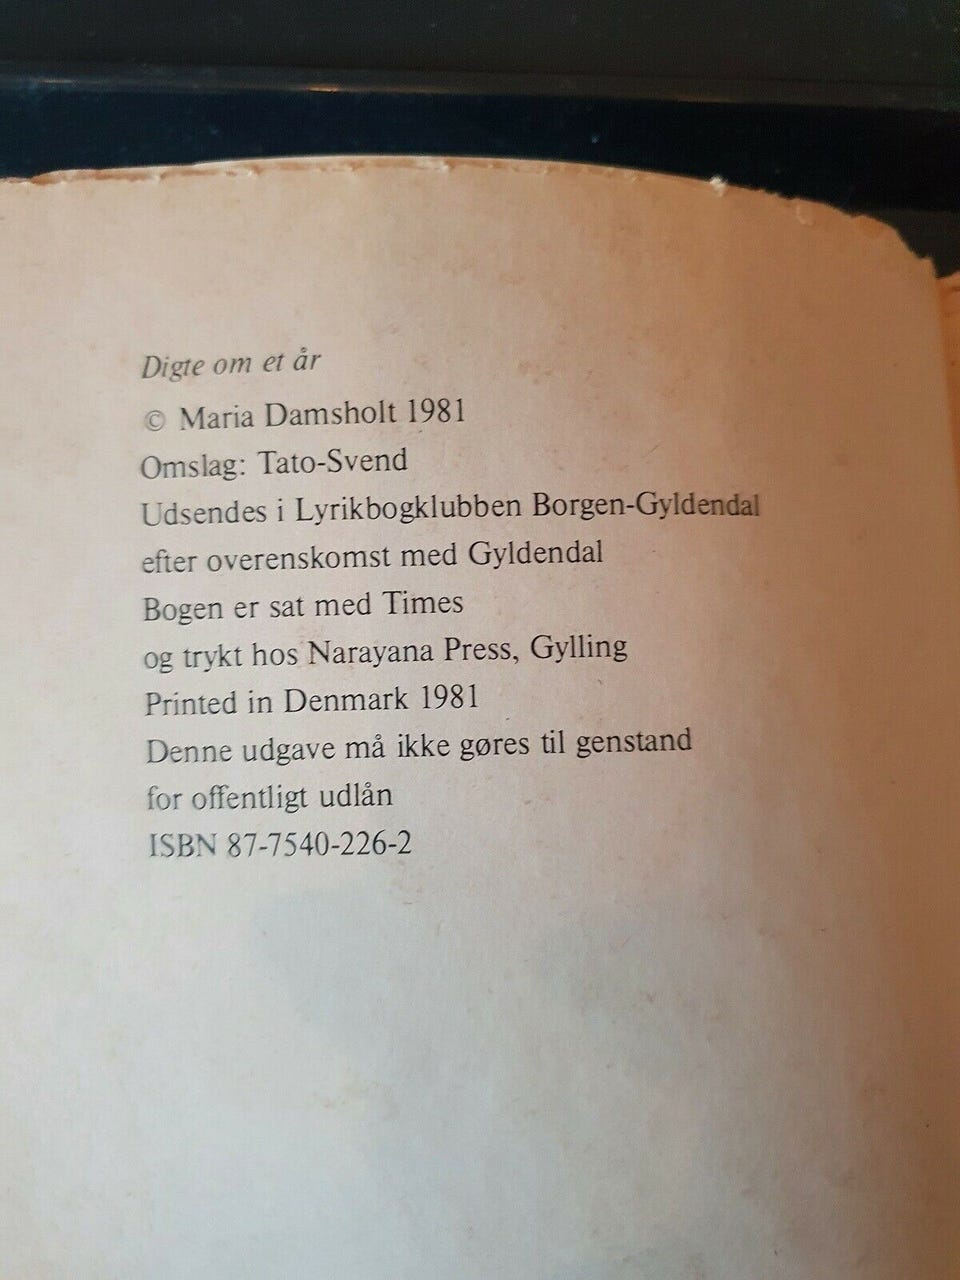 Digte om et år
© Maria Damsholt 1981
Omslag: Tato-Svend
Udsendes i Lyrikbogklubben Borgen-Gyldendal
efter overenskomst med Gyldendal
Bogen er sat med Times
og trykt hos Narayana Press, Gylling
Printed in Denmark 1981
Denne udgave må ikke gøres til genstand
for offentligt udlån
ISBN 87-7540-226-2